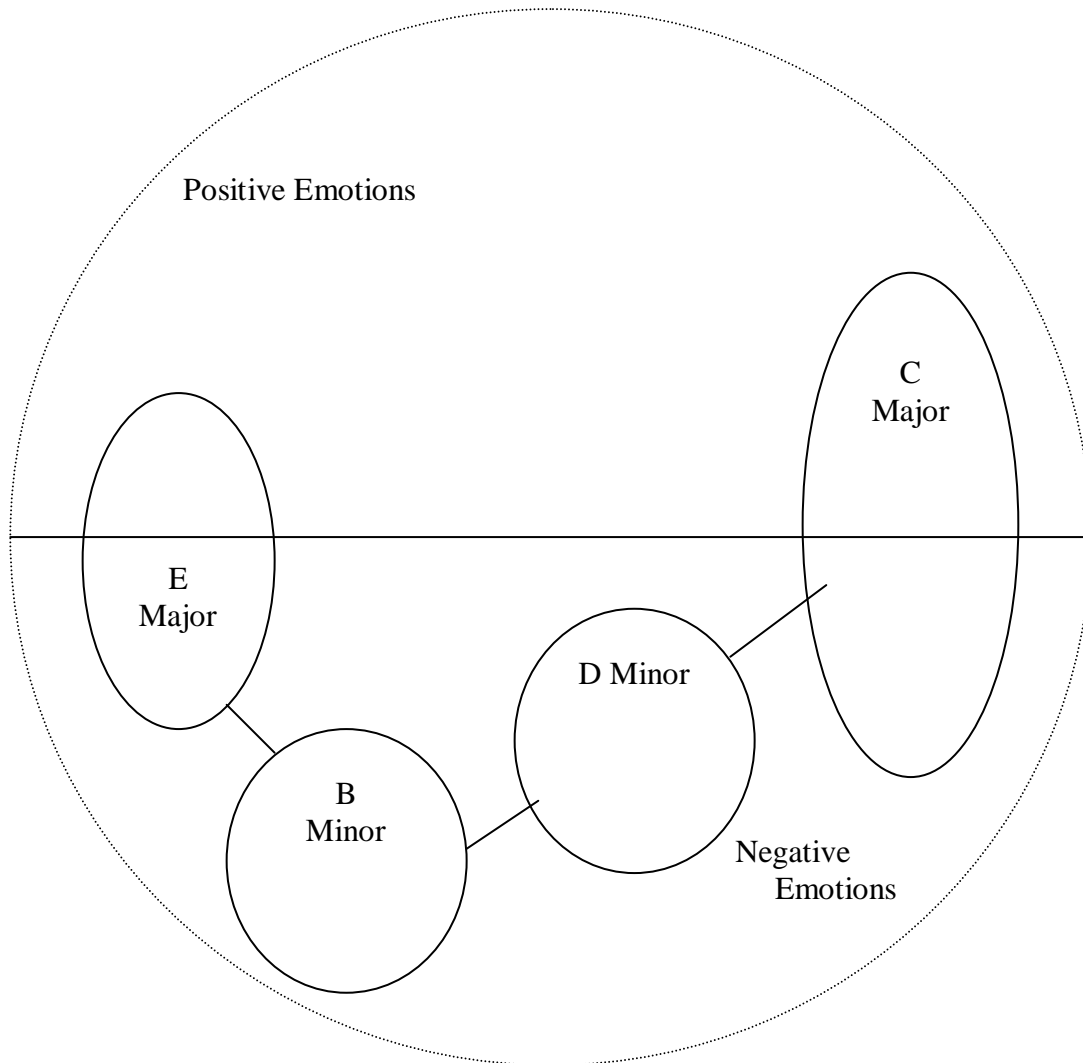 Positive Emotions
C
Major
E
Major
D Minor
B
Minor
Negative
Emotions